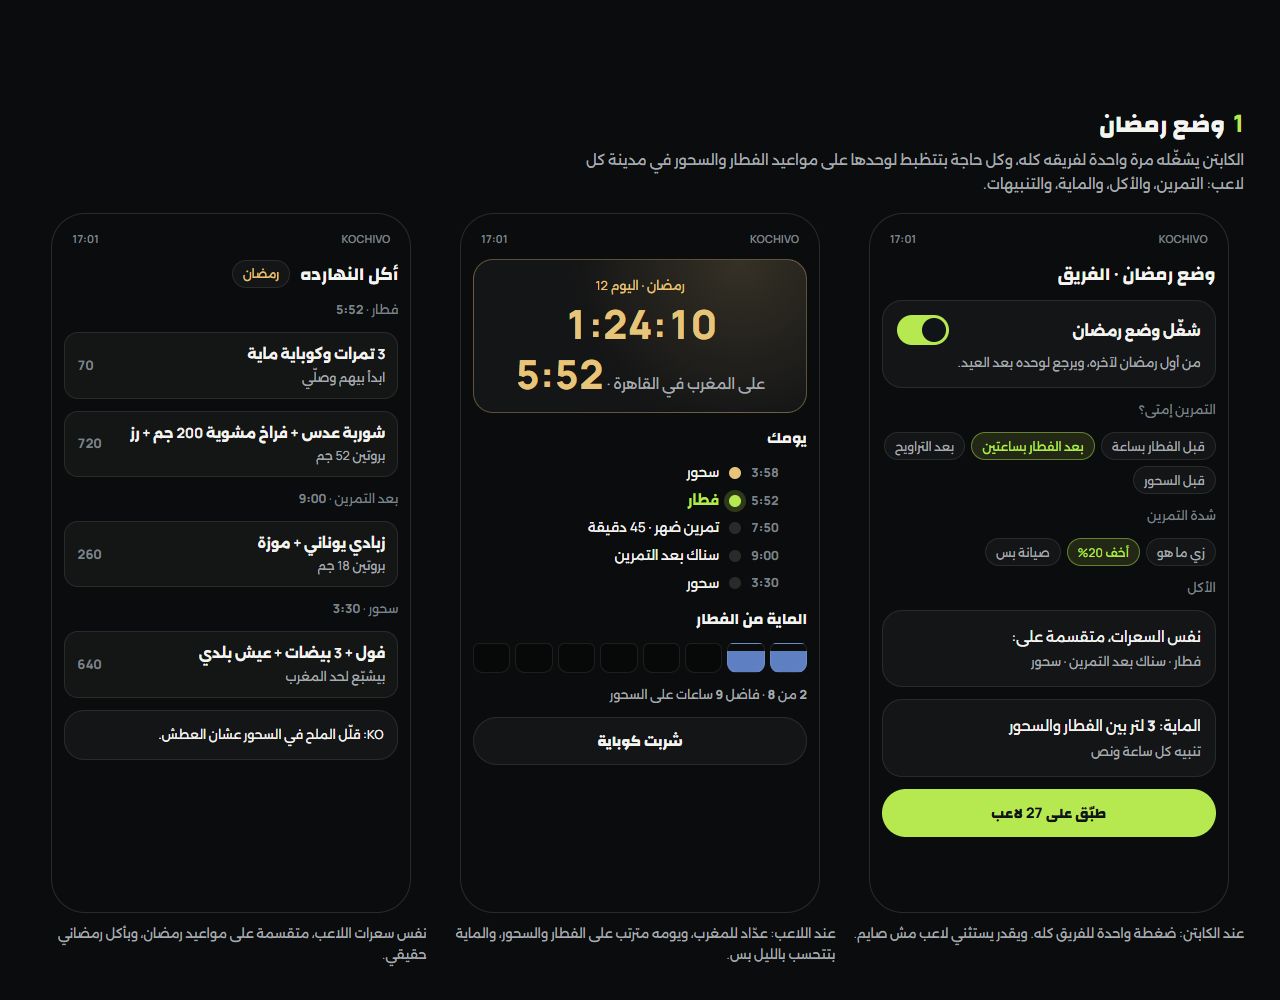 1 وضع رمضان
الكابتن يشغّله مرة واحدة لفريقه كله، وكل حاجة بتتظبط لوحدها على مواعيد الفطار والسحور في مدينة كل
لاعب: التمرين، والأكل، والماية، والتنبيهات.
KOCHIVO 17:01
وضع رمضان · الفريق
شغّل وضع رمضان
من أول رمضان لآخره، ويرجع لوحده بعد العيد.
التمرين إمتى؟
قبل الفطار بساعة
بعد الفطار بساعتين
بعد التراويح
قبل السحور
شدة التمرين
زي ما هو
أخف 20%
صيانة بس
الأكل
نفس السعرات، متقسمة على:
فطار · سناك بعد التمرين · سحور
الماية: 3 لتر بين الفطار والسحور
تنبيه كل ساعة ونص
طبّق على 27 لاعب
عند الكابتن: ضغطة واحدة للفريق كله. ويقدر يستثني لاعب مش صايم.
KOCHIVO 17:01
رمضان · اليوم 12
1:24:10
على المغرب في القاهرة · 5:52
يومك
3:58 سحور
5:52 فطار
7:50 تمرين ضهر · 45 دقيقة
9:00 سناك بعد التمرين
3:30 سحور
الماية من الفطار
2 من 8 · فاضل 9 ساعات على السحور
شربت كوباية
عند اللاعب: عدّاد للمغرب، ويومه مترتب على الفطار والسحور، والماية
بتتحسب بالليل بس.
KOCHIVO 17:01
أكل النهارده
رمضان
فطار · 5:52
3 تمرات وكوباية ماية
ابدأ بيهم وصلّي
70
شوربة عدس + فراخ مشوية 200 جم + رز
بروتين 52 جم
720
بعد التمرين · 9:00
زبادي يوناني + موزة
بروتين 18 جم
260
سحور · 3:30
فول + 3 بيضات + عيش بلدي
بيشبّع لحد المغرب
640
KO: قلّل الملح في السحور عشان العطش.
نفس سعرات اللاعب، متقسمة على مواعيد رمضان، وبأكل رمضاني
حقيقي.